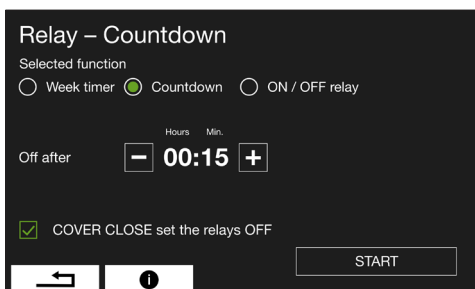 Relay – Countdown
Selected function
Week timer Countdown ON / OFF relay
Hours Min.
Off after − 00:15 +
COVER CLOSE set the relays OFF
START